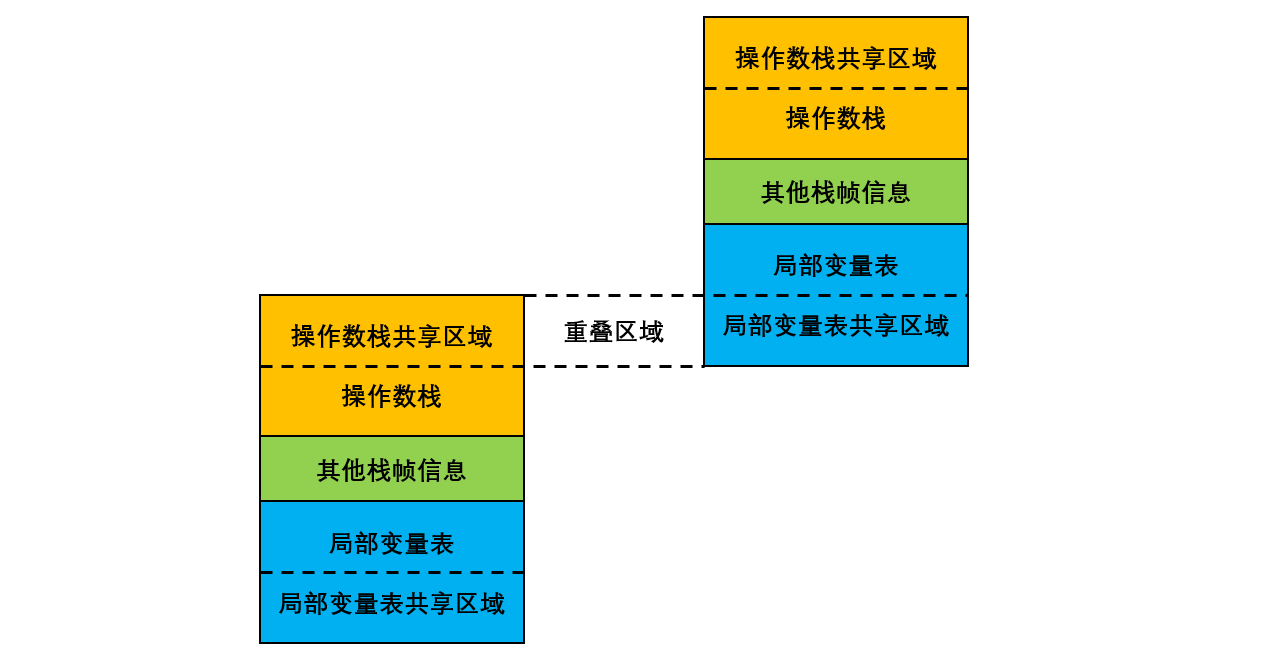 操作数栈共享区域
操作数栈
其他栈帧信息
局部变量表
局部变量表共享区域
重叠区域
操作数栈共享区域
操作数栈
其他栈帧信息
局部变量表
局部变量表共享区域